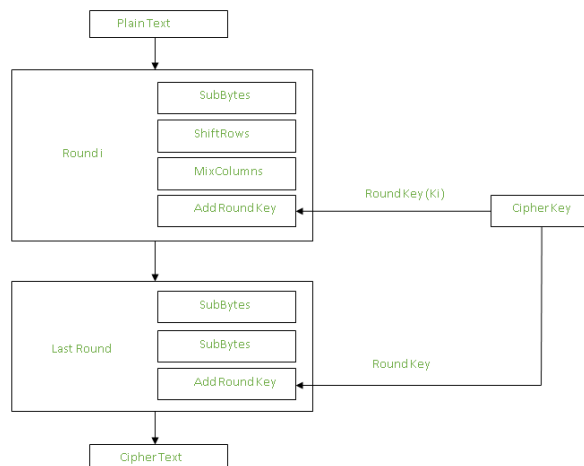 Plain Text
SubBytes
ShiftRows
Round i
MixColumns
Round Key (Ki)
Add Round Key
Cipher Key
SubBytes
SubBytes
Last Round
Round Key
Add Round Key
Cipher Text